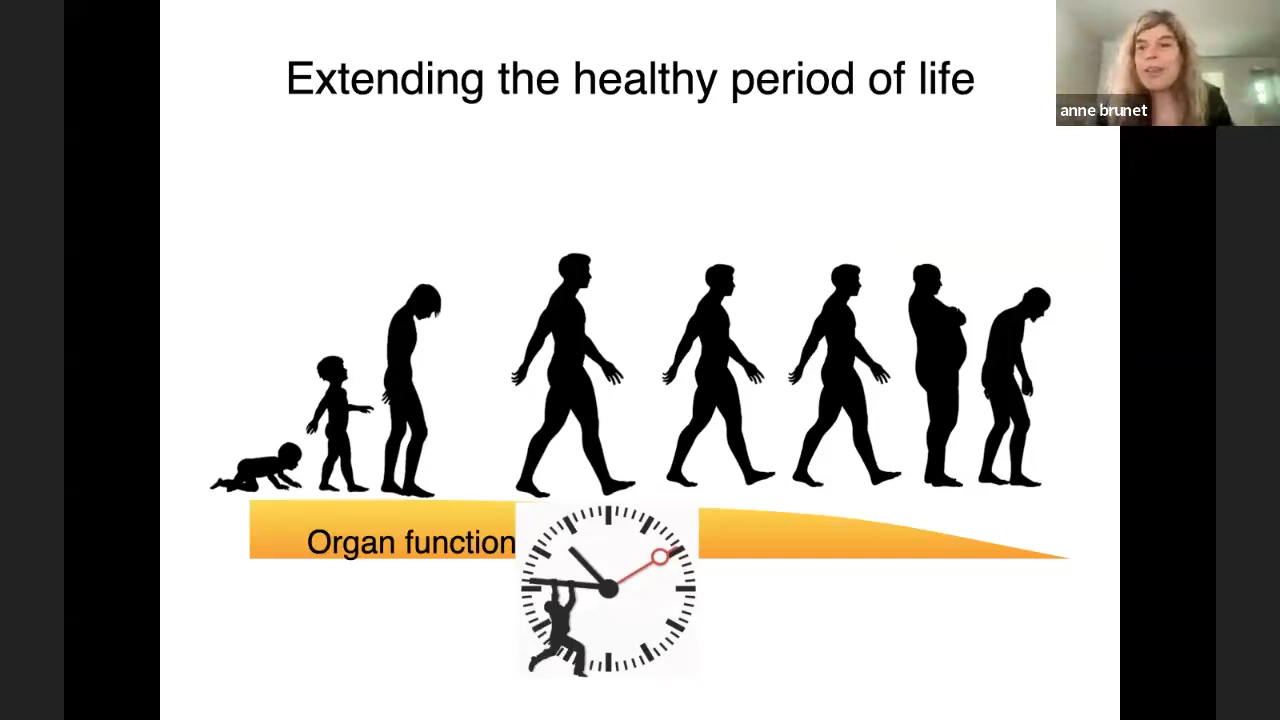 Extending the healthy period of life
anne brunet
Organ function